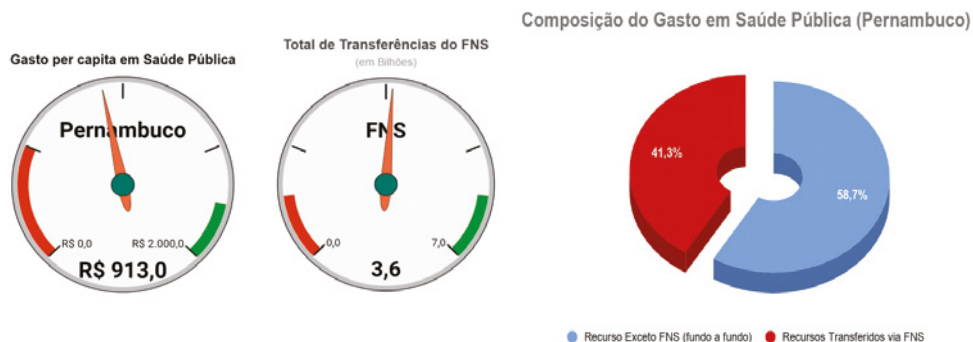 Composição do Gasto em Saúde Pública (Pernambuco)
Gasto per capita em Saúde Pública
Pernambuco
R$ 0,0
R$ 2.000,0
R$ 913,0
Total de Transferências do FNS
(em Bilhões)
FNS
0,0
7,0
3,6
41,3%
58,7%
Recurso Exceto FNS (fundo a fundo)
Recursos Transferidos via FNS